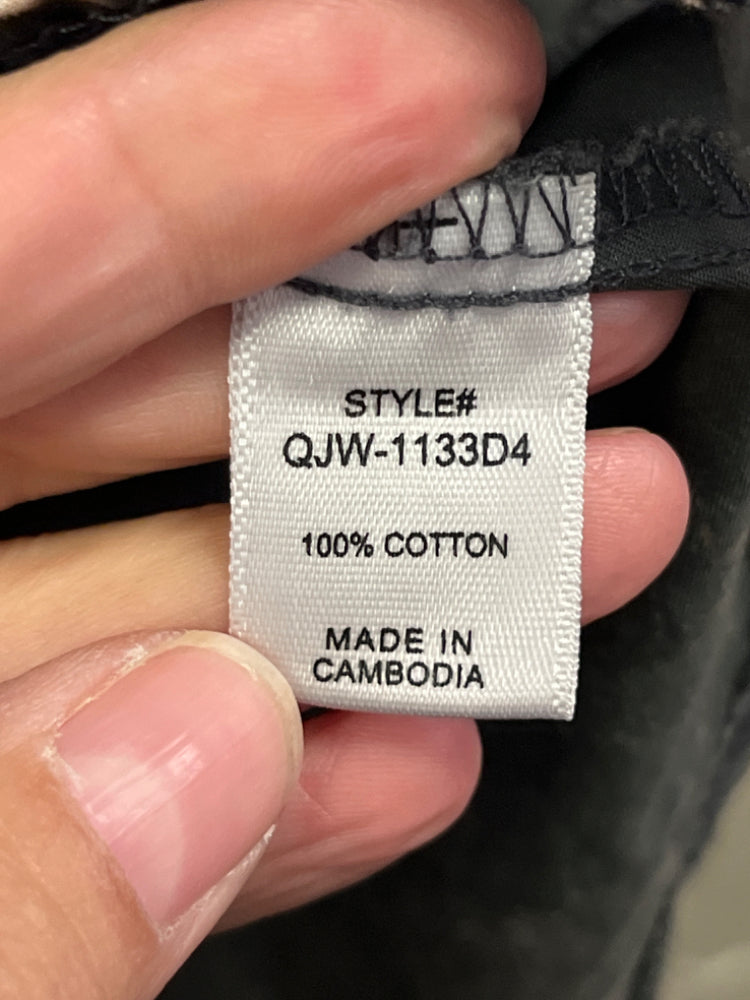 STYLE#
QJW-1133D4
100% COTTON
MADE IN
CAMBODIA